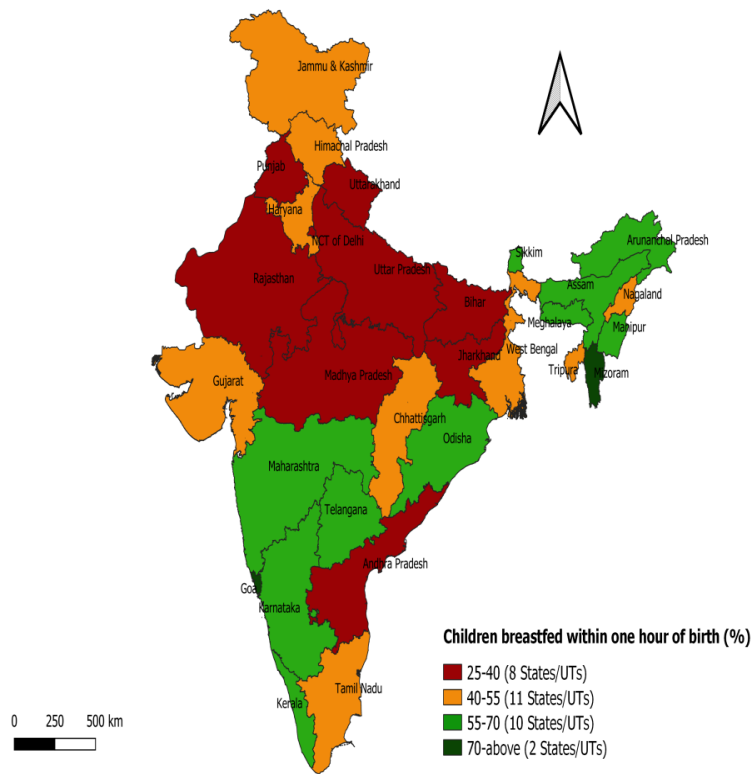 Jammu & Kashmir
Himachal Pradesh
Punjab
Uttarakhand
Haryana
NCT of Delhi
Arunanchal Pradesh
Sikkim
Rajasthan
Uttar Pradesh
Assam
Nagaland
Bihar
Meghalaya
Manipur
Jharkhand
West Bengal
Tripura
Mizoram
Madhya Pradesh
Gujarat
Chhattisgarh
Odisha
Maharashtra
Telangana
Andhra Pradesh
Goa
Karnataka
Tamil Nadu
Kerala
Children breastfed within one hour of birth (%)
25-40 (8 States/UTs)
40-55 (11 States/UTs)
55-70 (10 States/UTs)
70-above (2 States/UTs)
0 250 500 km